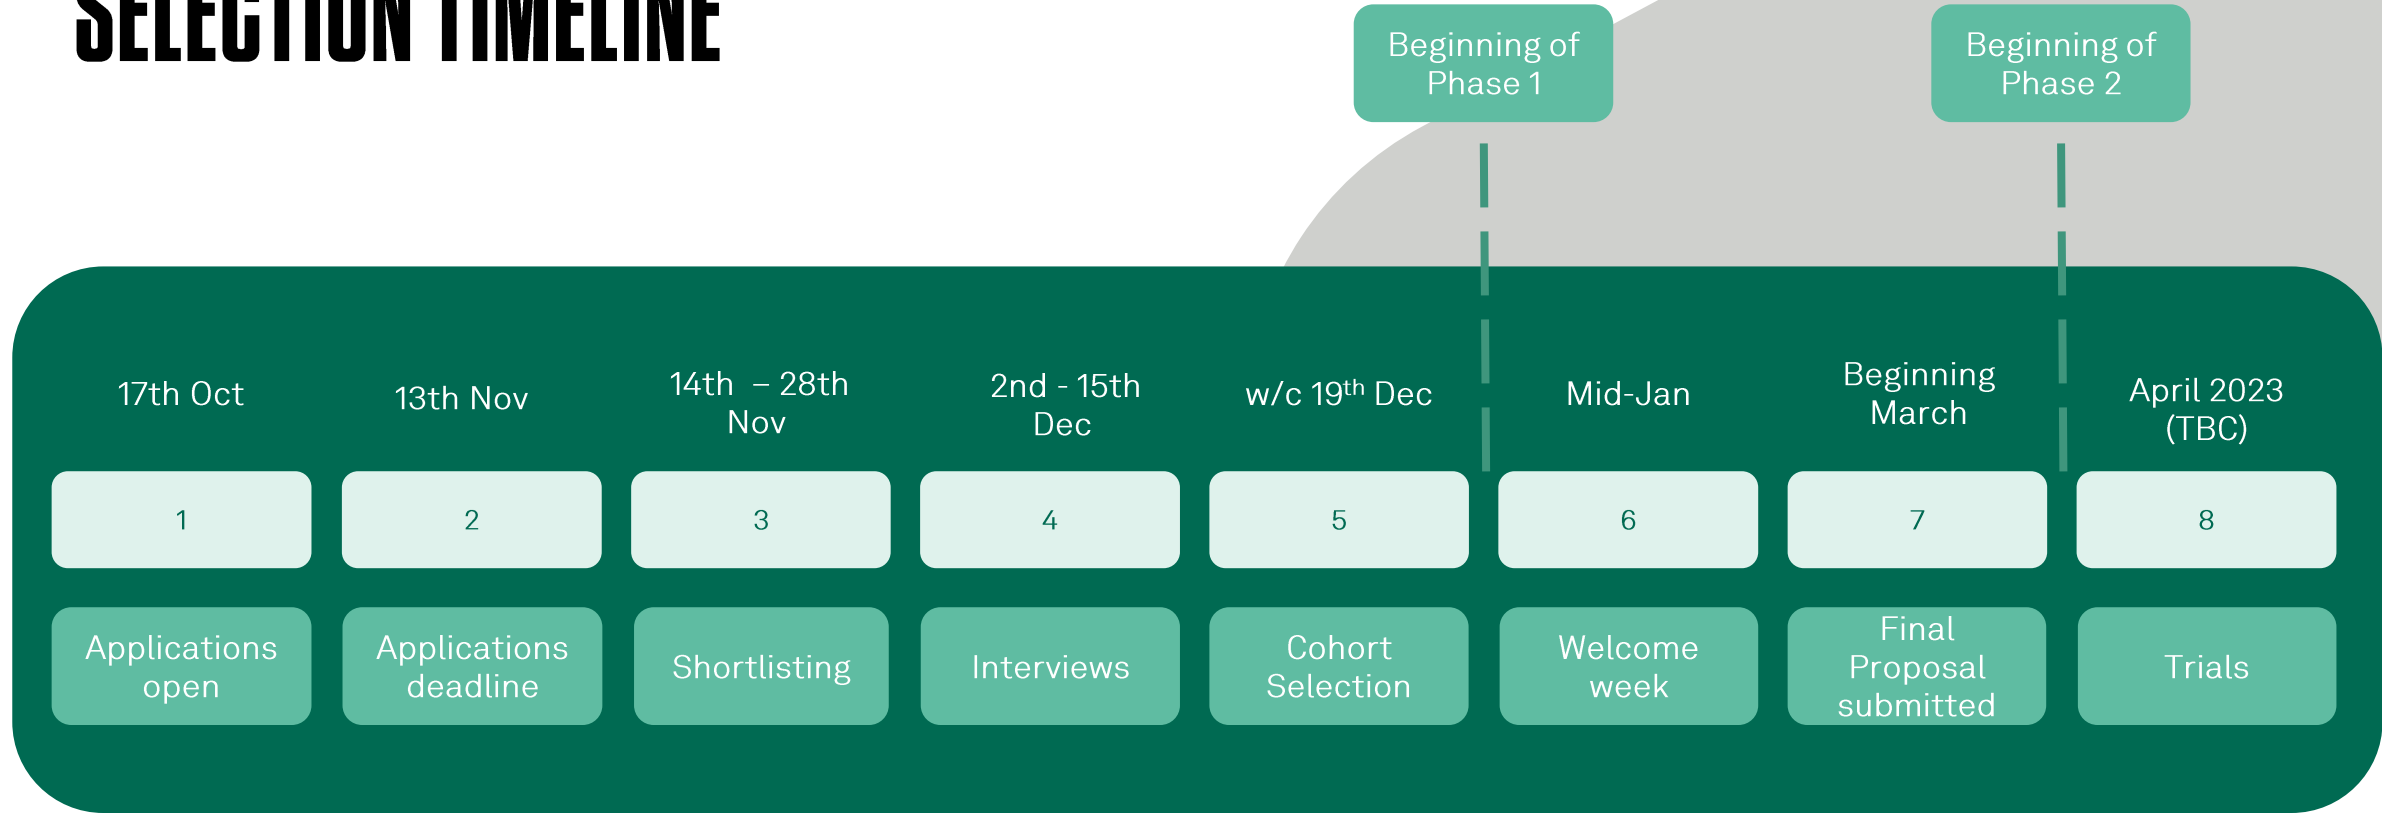 SELECTION TIMELINE
Beginning of
Phase 1
Beginning of
Phase 2
17th Oct
13th Nov
14th – 28th
Nov
2nd - 15th
Dec
w/c 19th Dec
Mid-Jan
Beginning
March
April 2023
(TBC)
1
2
3
4
5
6
7
8
Applications
open
Applications
deadline
Shortlisting
Interviews
Cohort
Selection
Welcome
week
Final
Proposal
submitted
Trials